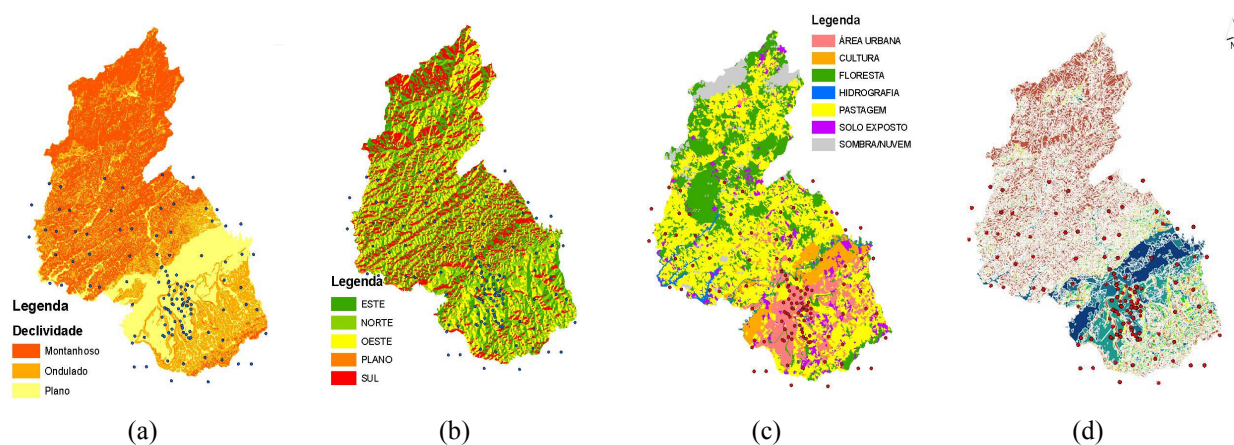 Legenda
Declividade
Montanhoso
Ondulado
Plano
(a)
Legenda
ESTE
NORTE
OESTE
PLANO
SUL
(b)
Legenda
ÁREA URBANA
CULTURA
FLORESTA
HIDROGRAFIA
PASTAGEM
SOLO EXPOSTO
SOMBRA/NUVEM
(c)
N
(d)